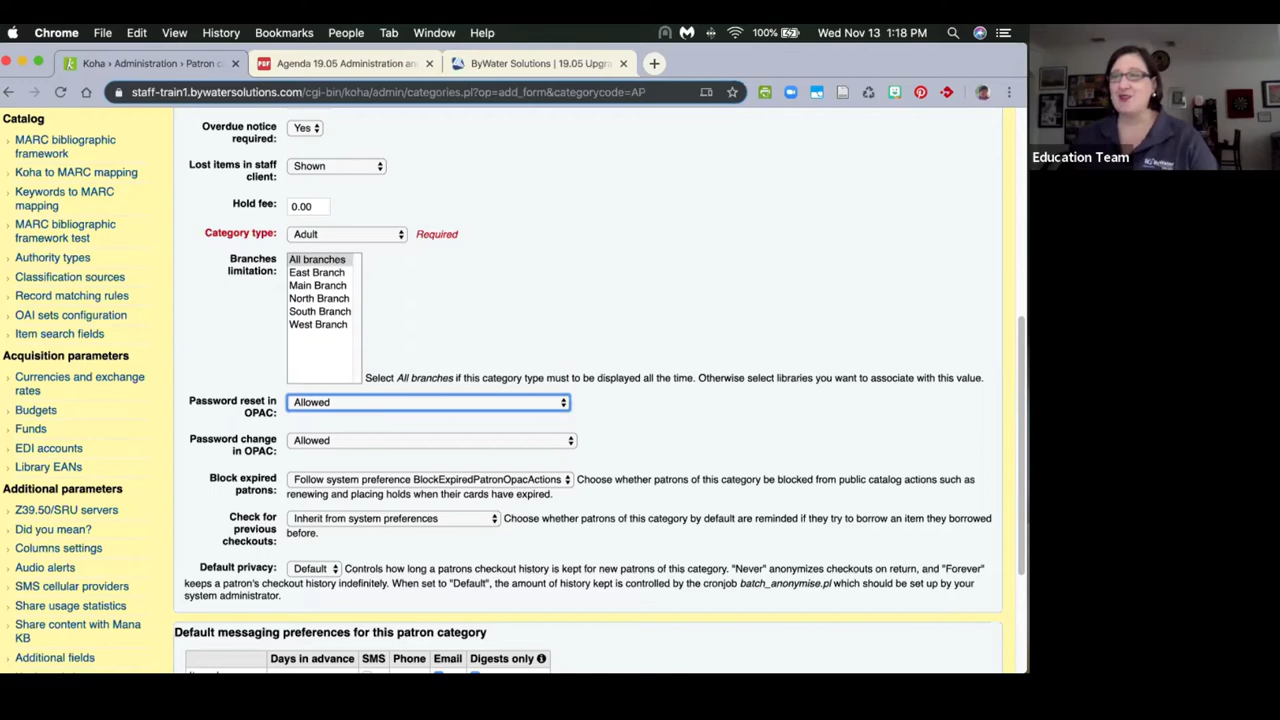 Chrome File Edit View History Bookmarks People Tab Window Help 100% Wed Nov 13 1:18 PM
Koha › Administration › Patron c Agenda 19.05 Administration an ByWater Solutions | 19.05 Upgra
staff-train1.bywatersolutions.com/cgi-bin/koha/admin/categories.pl?op=add_form&categorycode=AP
Catalog
MARC bibliographic
framework
Koha to MARC mapping
Keywords to MARC
mapping
MARC bibliographic
framework test
Authority types
Classification sources
Record matching rules
OAI sets configuration
Item search fields
Acquisition parameters
Currencies and exchange
rates
Budgets
Funds
EDI accounts
Library EANs
Additional parameters
Z39.50/SRU servers
Did you mean?
Columns settings
Audio alerts
SMS cellular providers
Share usage statistics
Share content with Mana
KB
Additional fields
Overdue notice
required: Yes
Lost items in staff
client: Shown
Hold fee: 0.00
Category type: Adult Required
Branches
limitation:
All branches
East Branch
Main Branch
North Branch
South Branch
West Branch
Select All branches if this category type must to be displayed all the time. Otherwise select libraries you want to associate with this value.
Password reset in
OPAC: Allowed
Password change
in OPAC: Allowed
Block expired
patrons: Follow system preference BlockExpiredPatronOpacActions Choose whether patrons of this category be blocked from public catalog actions such as
renewing and placing holds when their cards have expired.
Check for
previous
checkouts: Inherit from system preferences Choose whether patrons of this category by default are reminded if they try to borrow an item they borrowed
before.
Default privacy: Default Controls how long a patrons checkout history is kept for new patrons of this category. "Never" anonymizes checkouts on return, and "Forever"
keeps a patron's checkout history indefinitely. When set to "Default", the amount of history kept is controlled by the cronjob batch_anonymise.pl which should be set up by your
system administrator.
Default messaging preferences for this patron category
Days in advance SMS Phone Email Digests only
Education Team